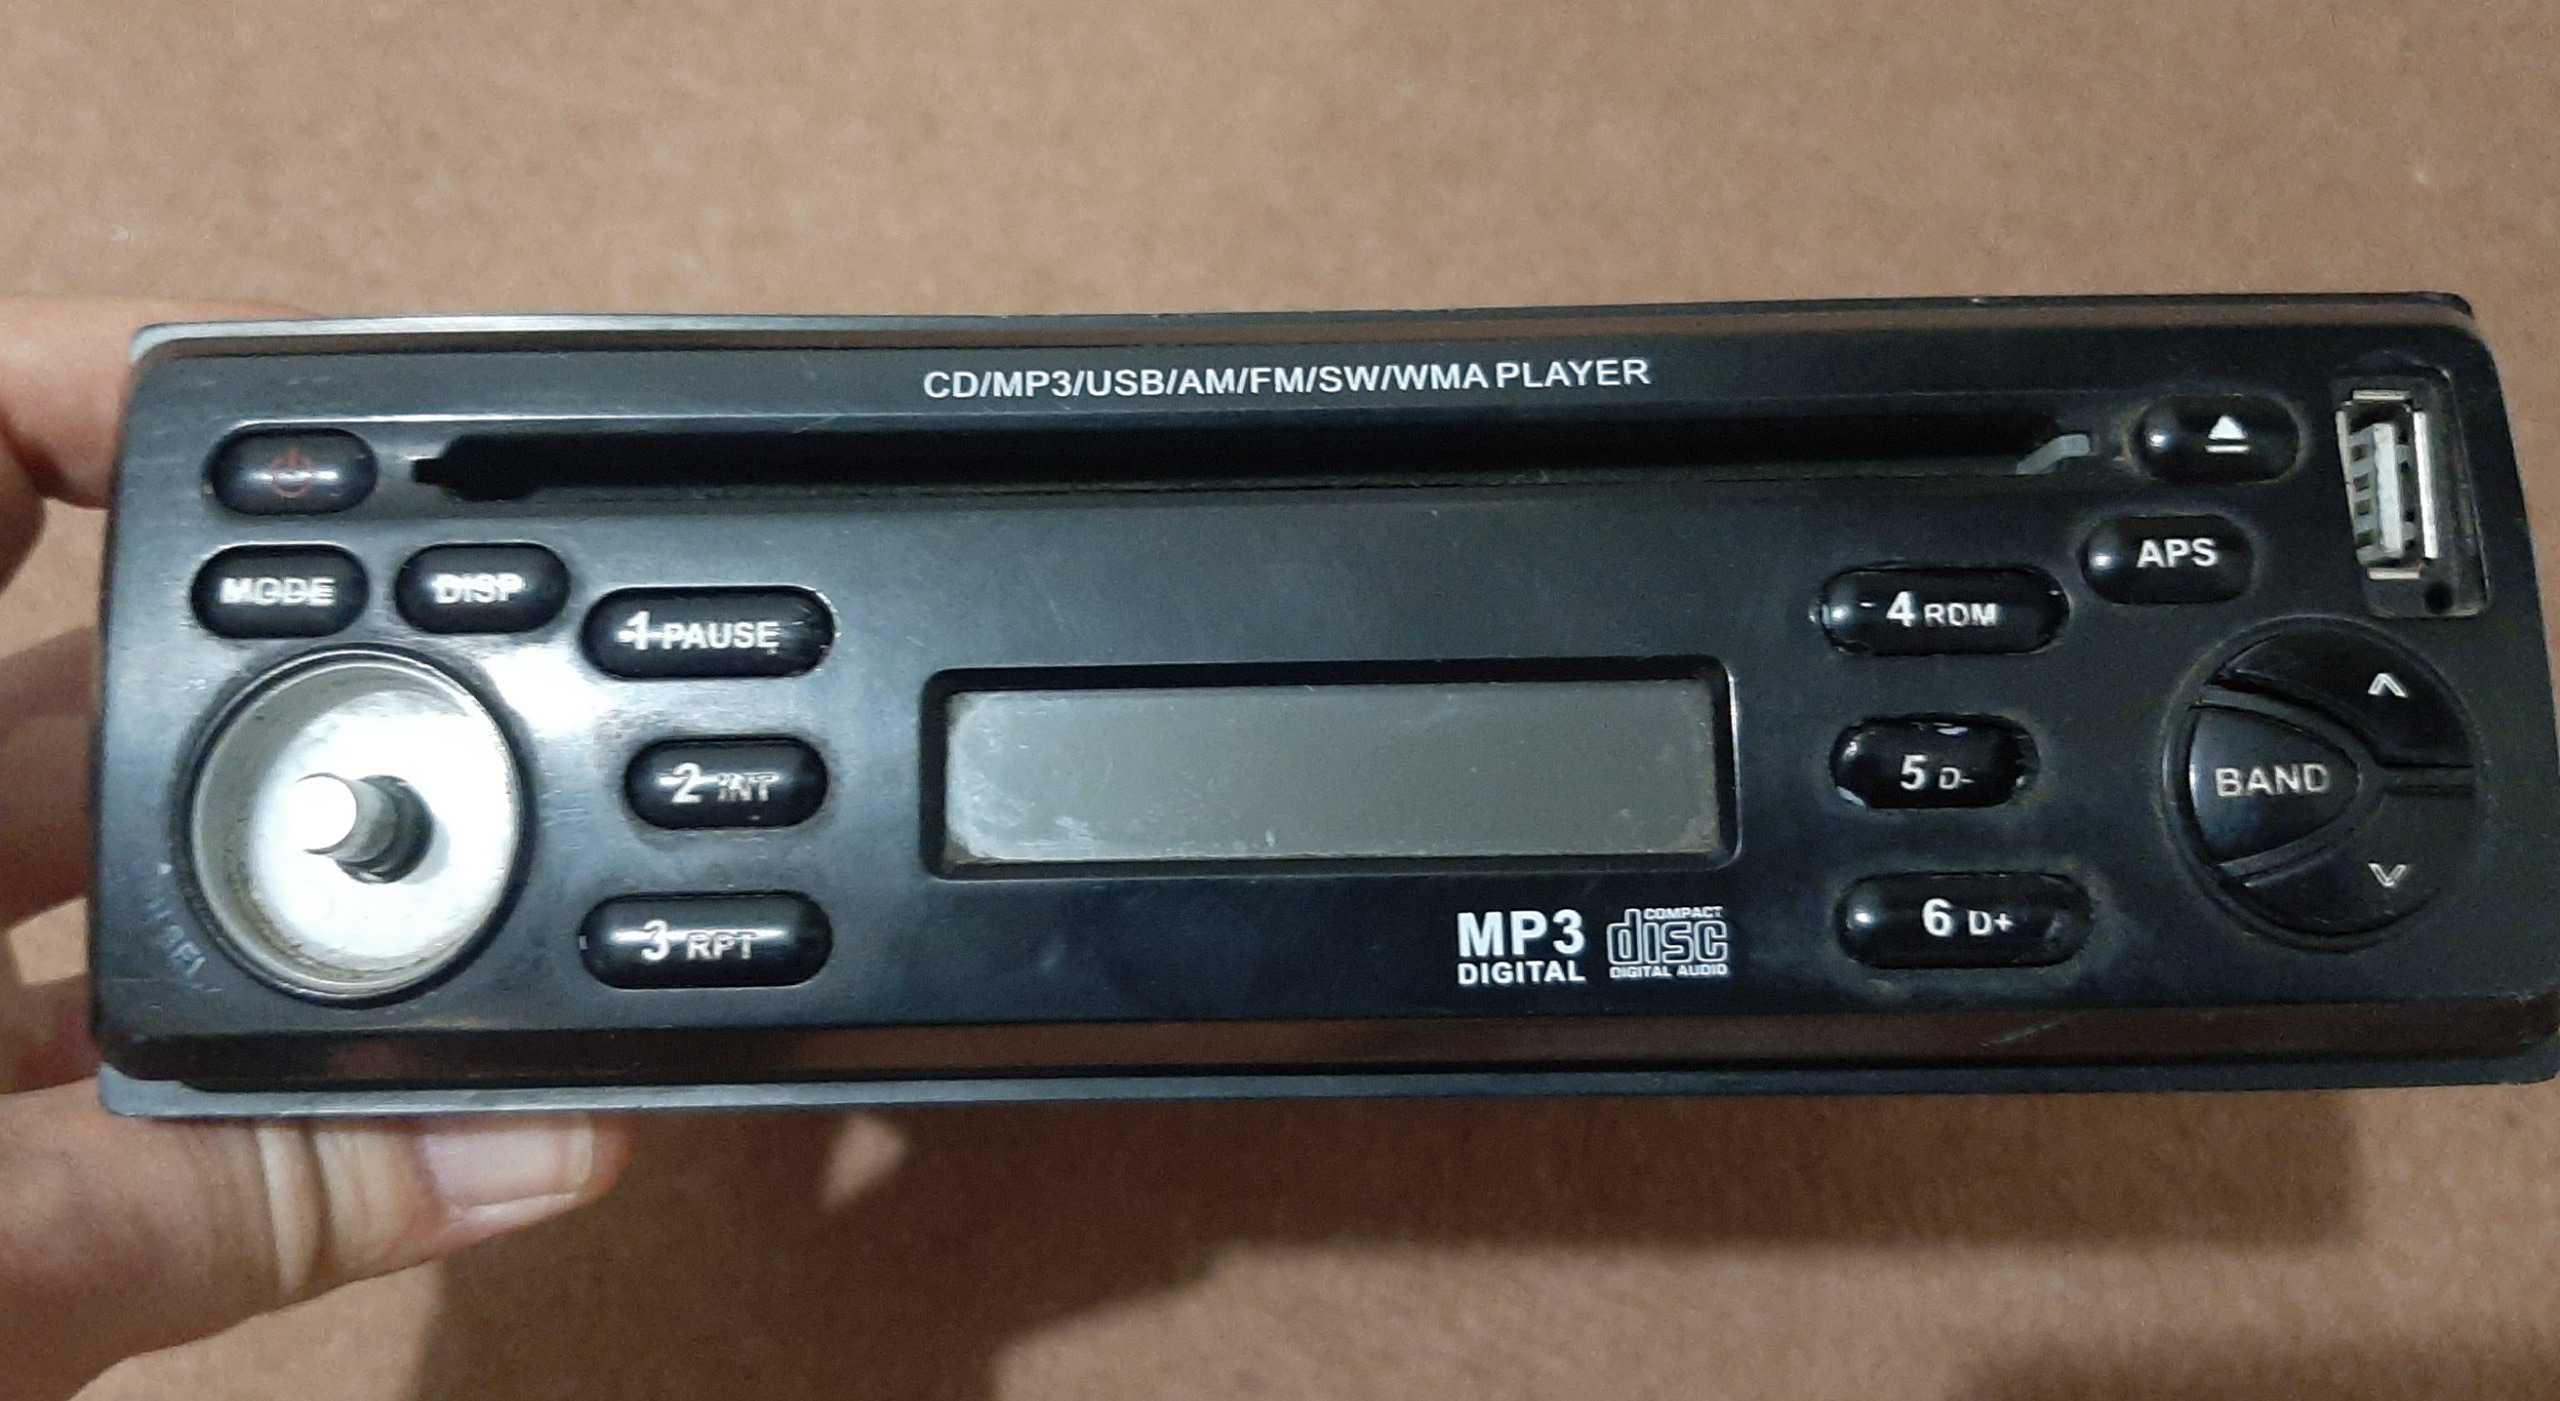 CD/MP3/USB/AM/FM/SW/WMA PLAYER
APS
MODE
DISP
1 PAUSE
4 RDM
2 INT
5 D-
BAND
3 RPT
6 D+
MP3
DIGITAL
COMPACT
disc
DIGITAL AUDIO